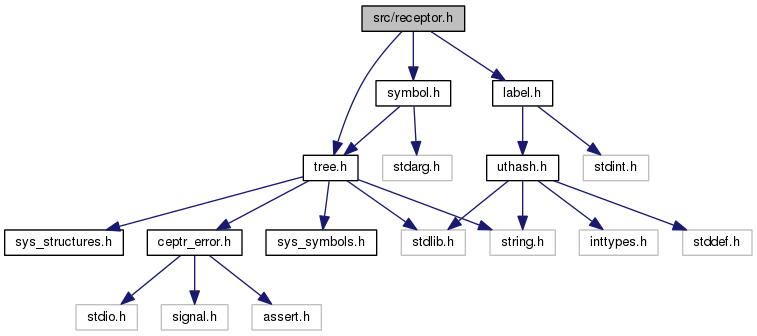 src/receptor.h
symbol.h
label.h
tree.h
stdarg.h
uthash.h
stdint.h
sys_structures.h
ceptr_error.h
sys_symbols.h
stdlib.h
string.h
inttypes.h
stddef.h
stdio.h
signal.h
assert.h